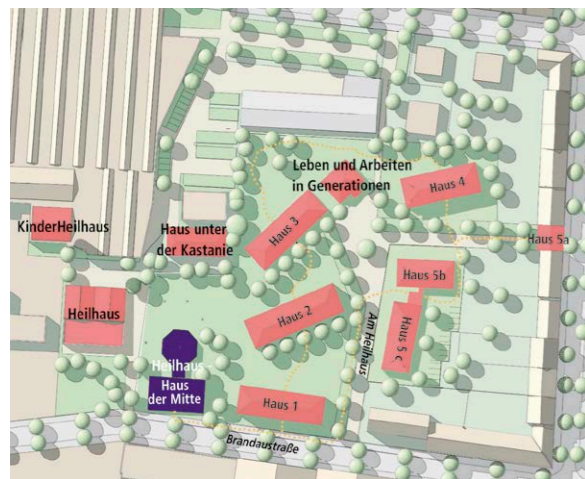 Leben und Arbeiten
in Generationen
Haus 4
KinderHeilhaus
Haus unter
der Kastanie
Haus 3
Haus 5a
Haus 5b
Heilhaus
Haus 2
Am Heilhaus
Haus 5 c
Heilhaus
Haus
der Mitte
Haus 1
Brandaustraße